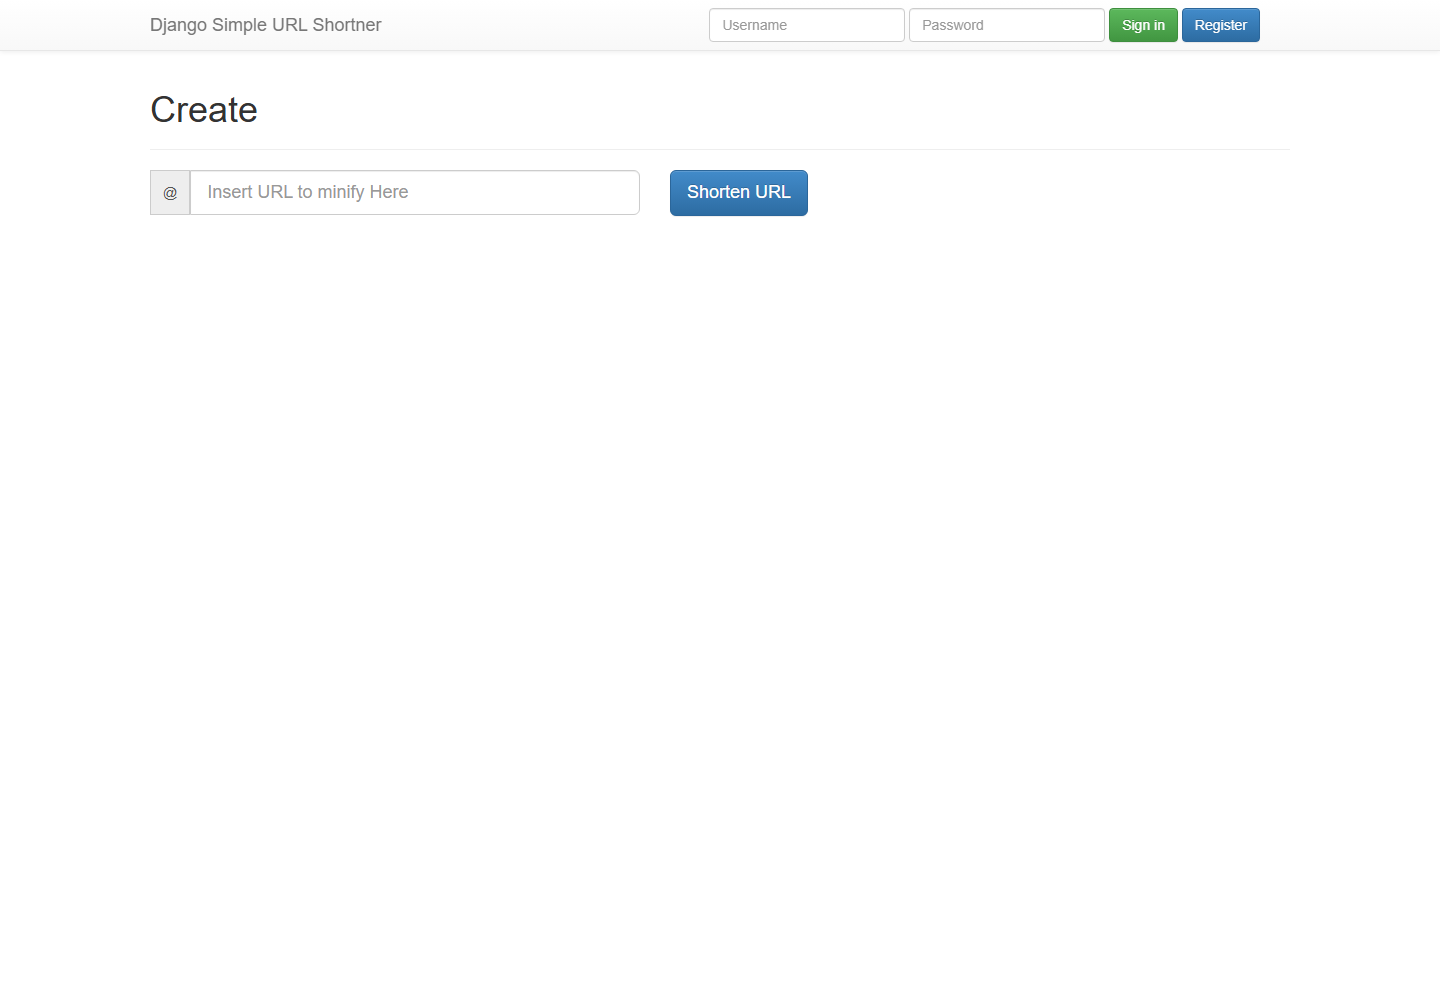 Django Simple URL Shortner
Username
Password
Sign in
Register
Create
@
Insert URL to minify Here
Shorten URL